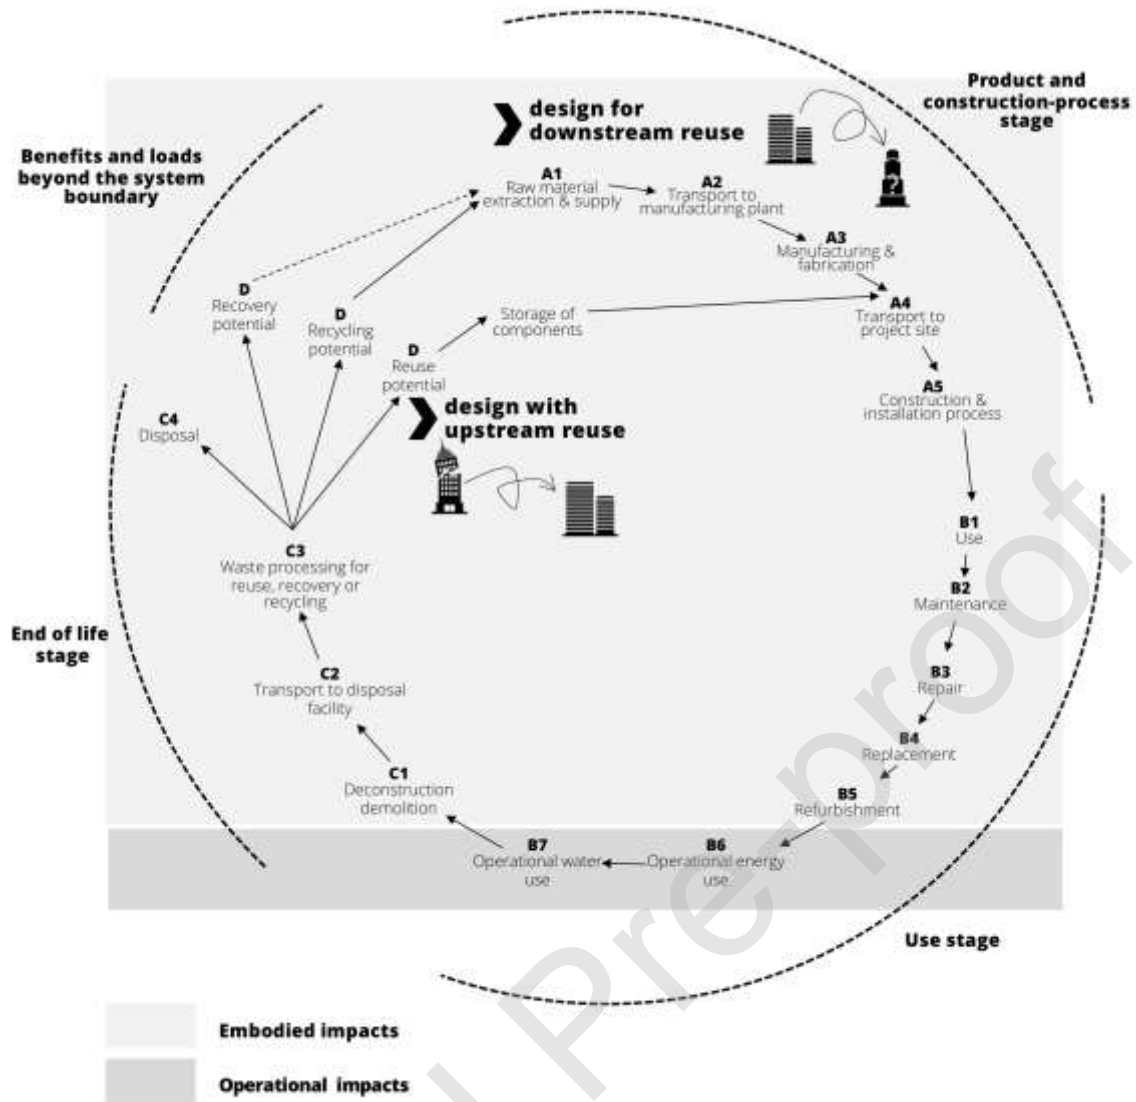 Product and
construction-process
stage
design for
downstream reuse
Benefits and loads
beyond the system
boundary
A1
Raw material
extraction & supply
A2
Transport to
manufacturing plant
?
A3
Manufacturing &
fabrication
D
Recovery
potential
D
Recycling
potential
Storage of
components
A4
Transport to
project site
D
Reuse
potential
A5
Construction &
installation process
design with
upstream reuse
C4
Disposal
B1
Use
C3
Waste processing for
reuse, recovery or
recycling
B2
Maintenance
End of life
stage
C2
Transport to disposal
facility
B3
Repair
B4
Replacement
C1
Deconstruction
demolition
B5
Refurbishment
B7
Operational water
use
B6
Operational energy
use
Use stage
Embodied impacts
Operational impacts
Pre-proof